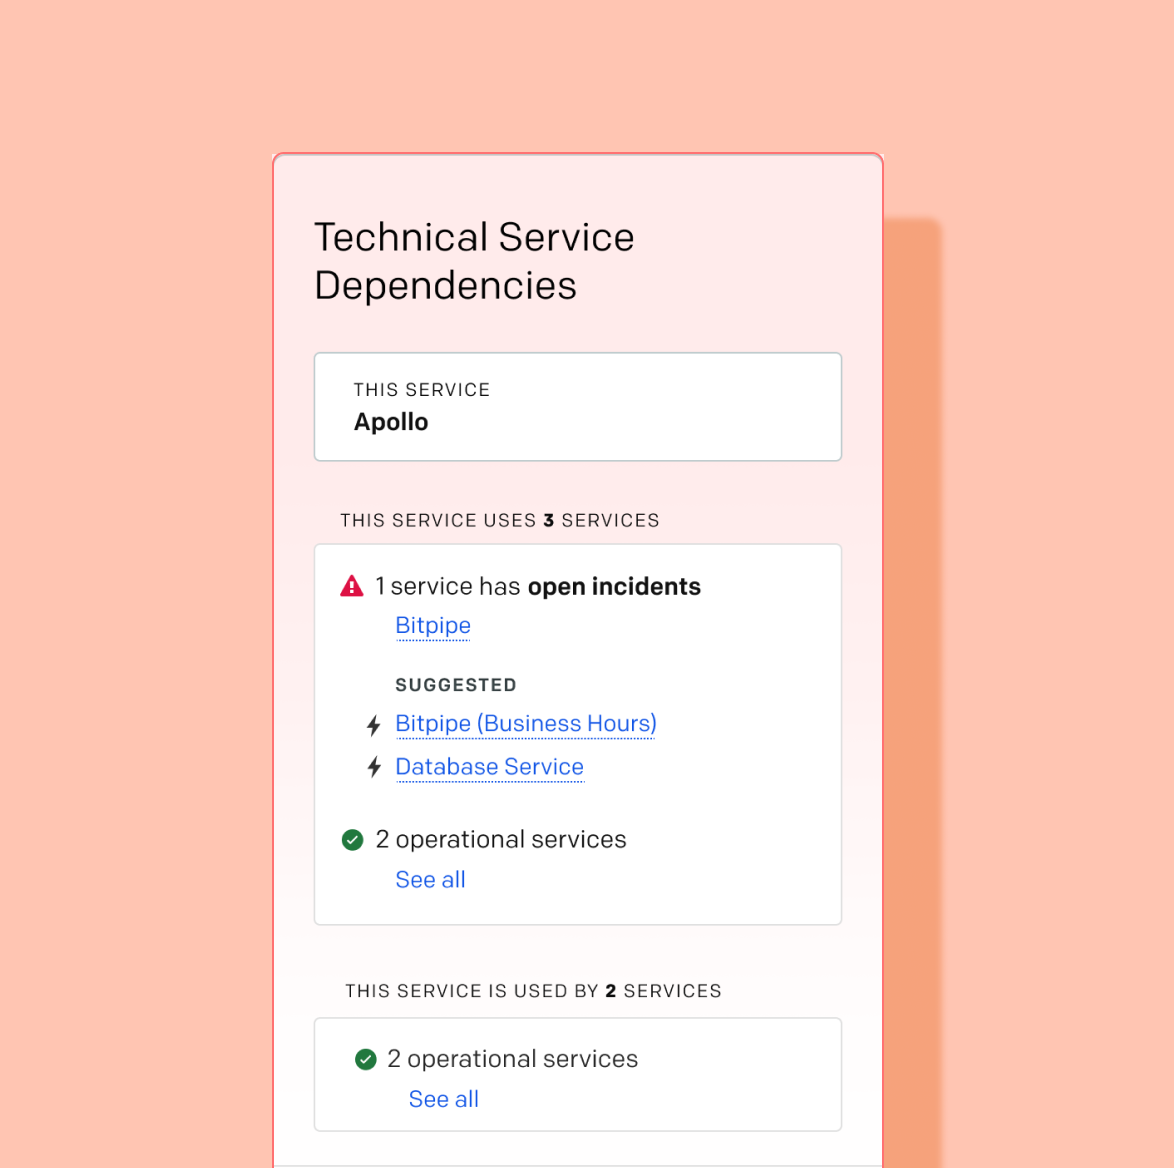 Technical Service
Dependencies
THIS SERVICE
Apollo
THIS SERVICE USES 3 SERVICES
1 service has open incidents
Bitpipe
SUGGESTED
Bitpipe (Business Hours)
Database Service
2 operational services
See all
THIS SERVICE IS USED BY 2 SERVICES
2 operational services
See all